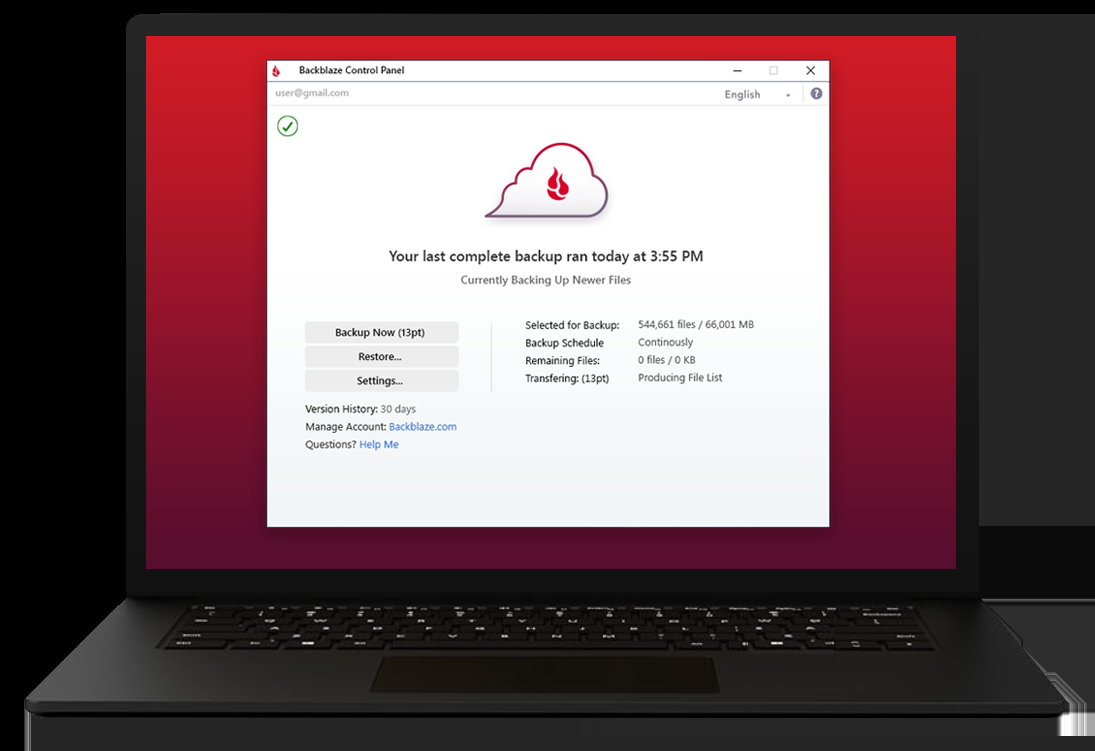 Backblaze Control Panel
user@gmail.com
English
?
Your last complete backup ran today at 3:55 PM
Currently Backing Up Newer Files
Backup Now (13pt)
Restore...
Settings...
Version History: 30 days
Manage Account: Backblaze.com
Questions? Help Me
Selected for Backup: 544,661 files / 66,001 MB
Backup Schedule Continously
Remaining Files: 0 files / 0 KB
Transfering: (13pt) Producing File List